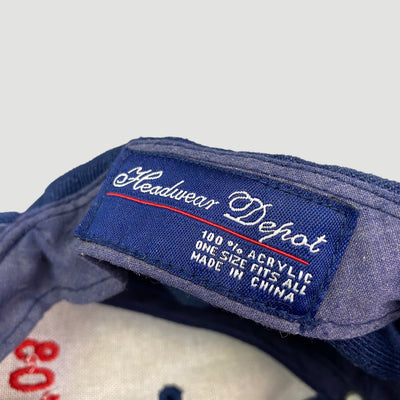 Headwear Depot
100% ACRYLIC
ONE SIZE FITS ALL
MADE IN CHINA